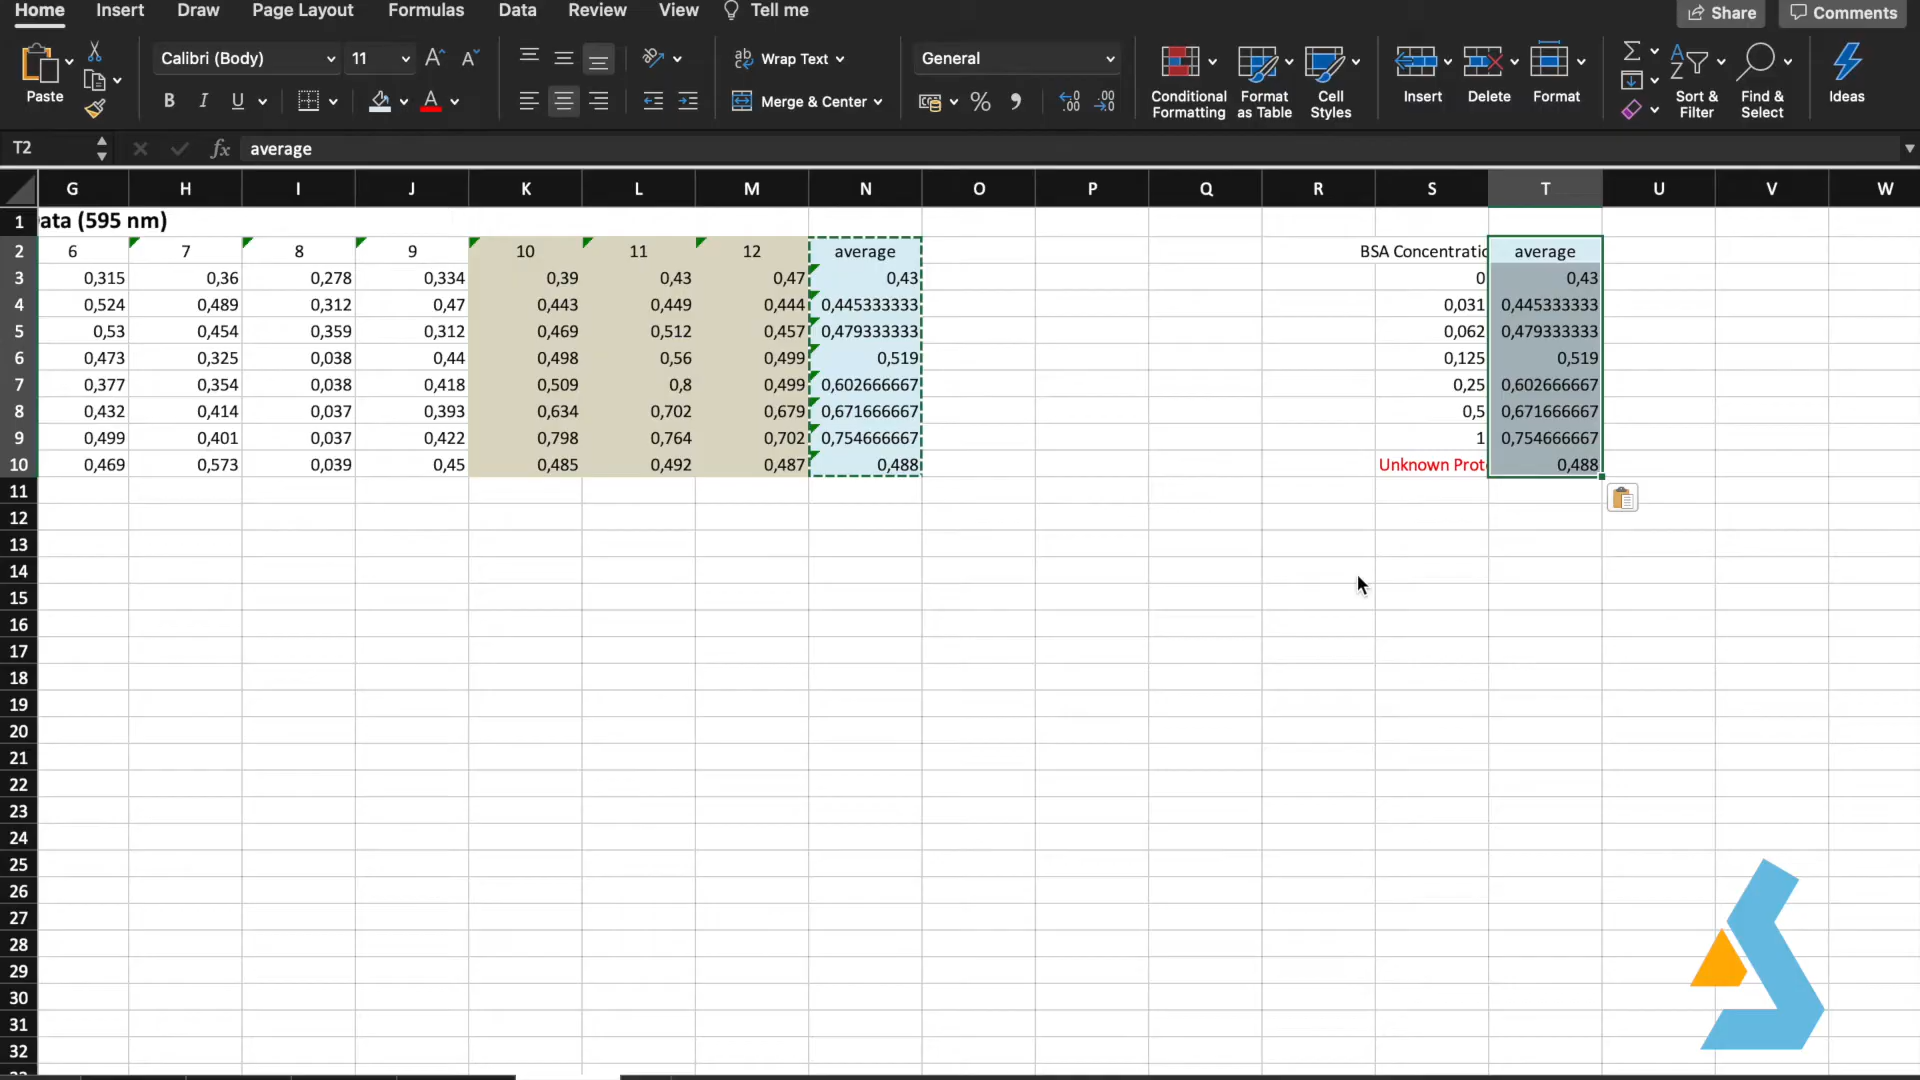 Home Insert Draw Page Layout Formulas Data Review View Tell me Share Comments
Paste Calibri (Body) 11 Wrap Text General Conditional Formatting Format as Table Cell Styles Insert Delete Format Sort & Filter Find & Select Ideas
B I U A Merge & Center
T2 fx average
G H I J K L M N O P Q R S T U V W
1 ata (595 nm)
2 6 7 8 9 10 11 12 average BSA Concentratio average
3 0,315 0,36 0,278 0,334 0,39 0,43 0,47 0,43 0 0,43
4 0,524 0,489 0,312 0,47 0,443 0,449 0,444 0,445333333 0,031 0,445333333
5 0,53 0,454 0,359 0,312 0,469 0,512 0,457 0,479333333 0,062 0,479333333
6 0,473 0,325 0,038 0,44 0,498 0,56 0,499 0,519 0,125 0,519
7 0,377 0,354 0,038 0,418 0,509 0,8 0,499 0,602666667 0,25 0,602666667
8 0,432 0,414 0,037 0,393 0,634 0,702 0,679 0,671666667 0,5 0,671666667
9 0,499 0,401 0,037 0,422 0,798 0,764 0,702 0,754666667 1 0,754666667
10 0,469 0,573 0,039 0,45 0,485 0,492 0,487 0,488 Unknown Prot 0,488
11
12
13
14
15
16
17
18
19
20
21
22
23
24
25
26
27
28
29
30
31
32